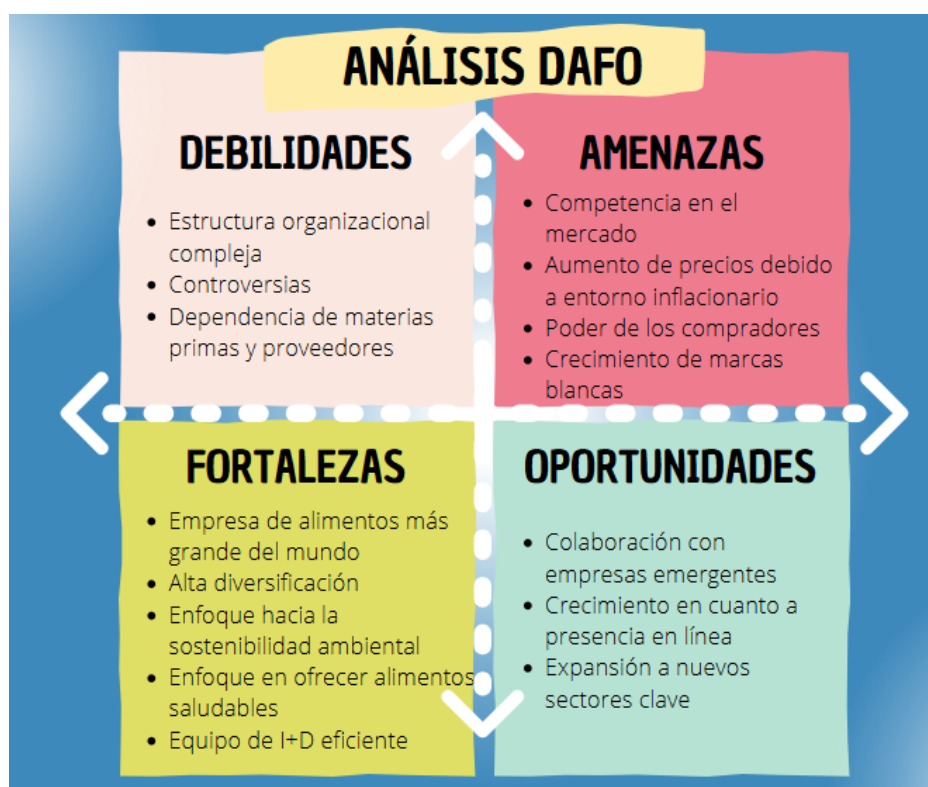 ANÁLISIS DAFO
DEBILIDADES
• Estructura organizacional
compleja
• Controversias
• Dependencia de materias
primas y proveedores
AMENAZAS
• Competencia en el
mercado
• Aumento de precios debido
a entorno inflacionario
• Poder de los compradores
• Crecimiento de marcas
blancas
FORTALEZAS
• Empresa de alimentos más
grande del mundo
• Alta diversificación
• Enfoque hacia la
sostenibilidad ambiental
• Enfoque en ofrecer alimentos
saludables
• Equipo de I+D eficiente
OPORTUNIDADES
• Colaboración con
empresas emergentes
• Crecimiento en cuanto a
presencia en línea
• Expansión a nuevos
sectores clave